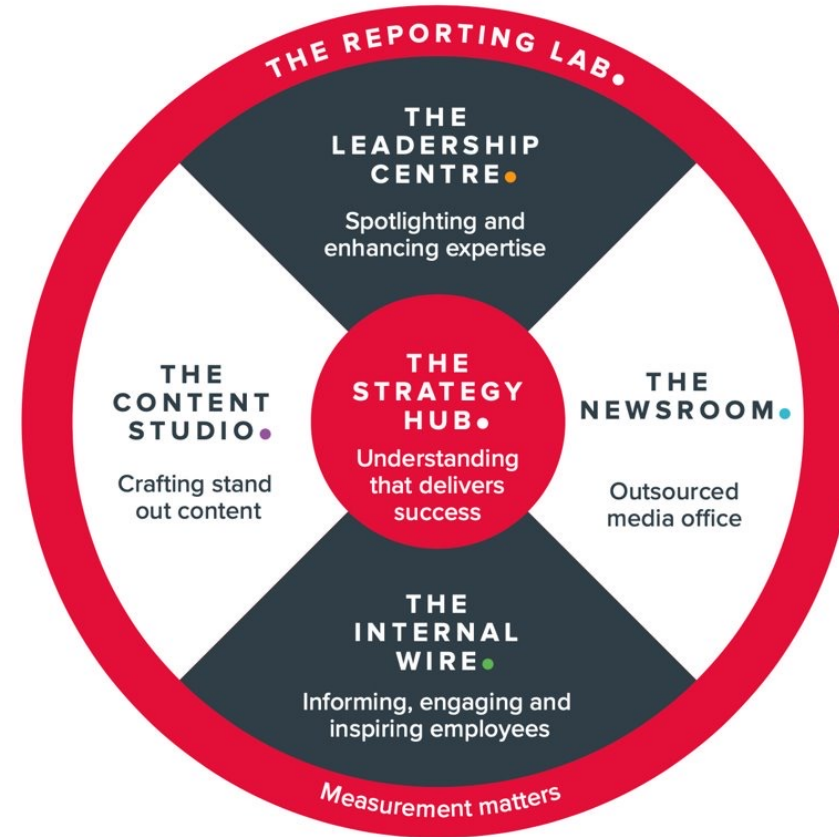 THE REPORTING LAB.
THE
LEADERSHIP
CENTRE.
Spotlighting and
enhancing expertise
THE
CONTENT
STUDIO.
Crafting stand
out content
THE
STRATEGY
HUB.
Understanding
that delivers
success
THE
NEWSROOM.
Outsourced
media office
THE
INTERNAL
WIRE.
Informing, engaging and
inspiring employees
Measurement matters